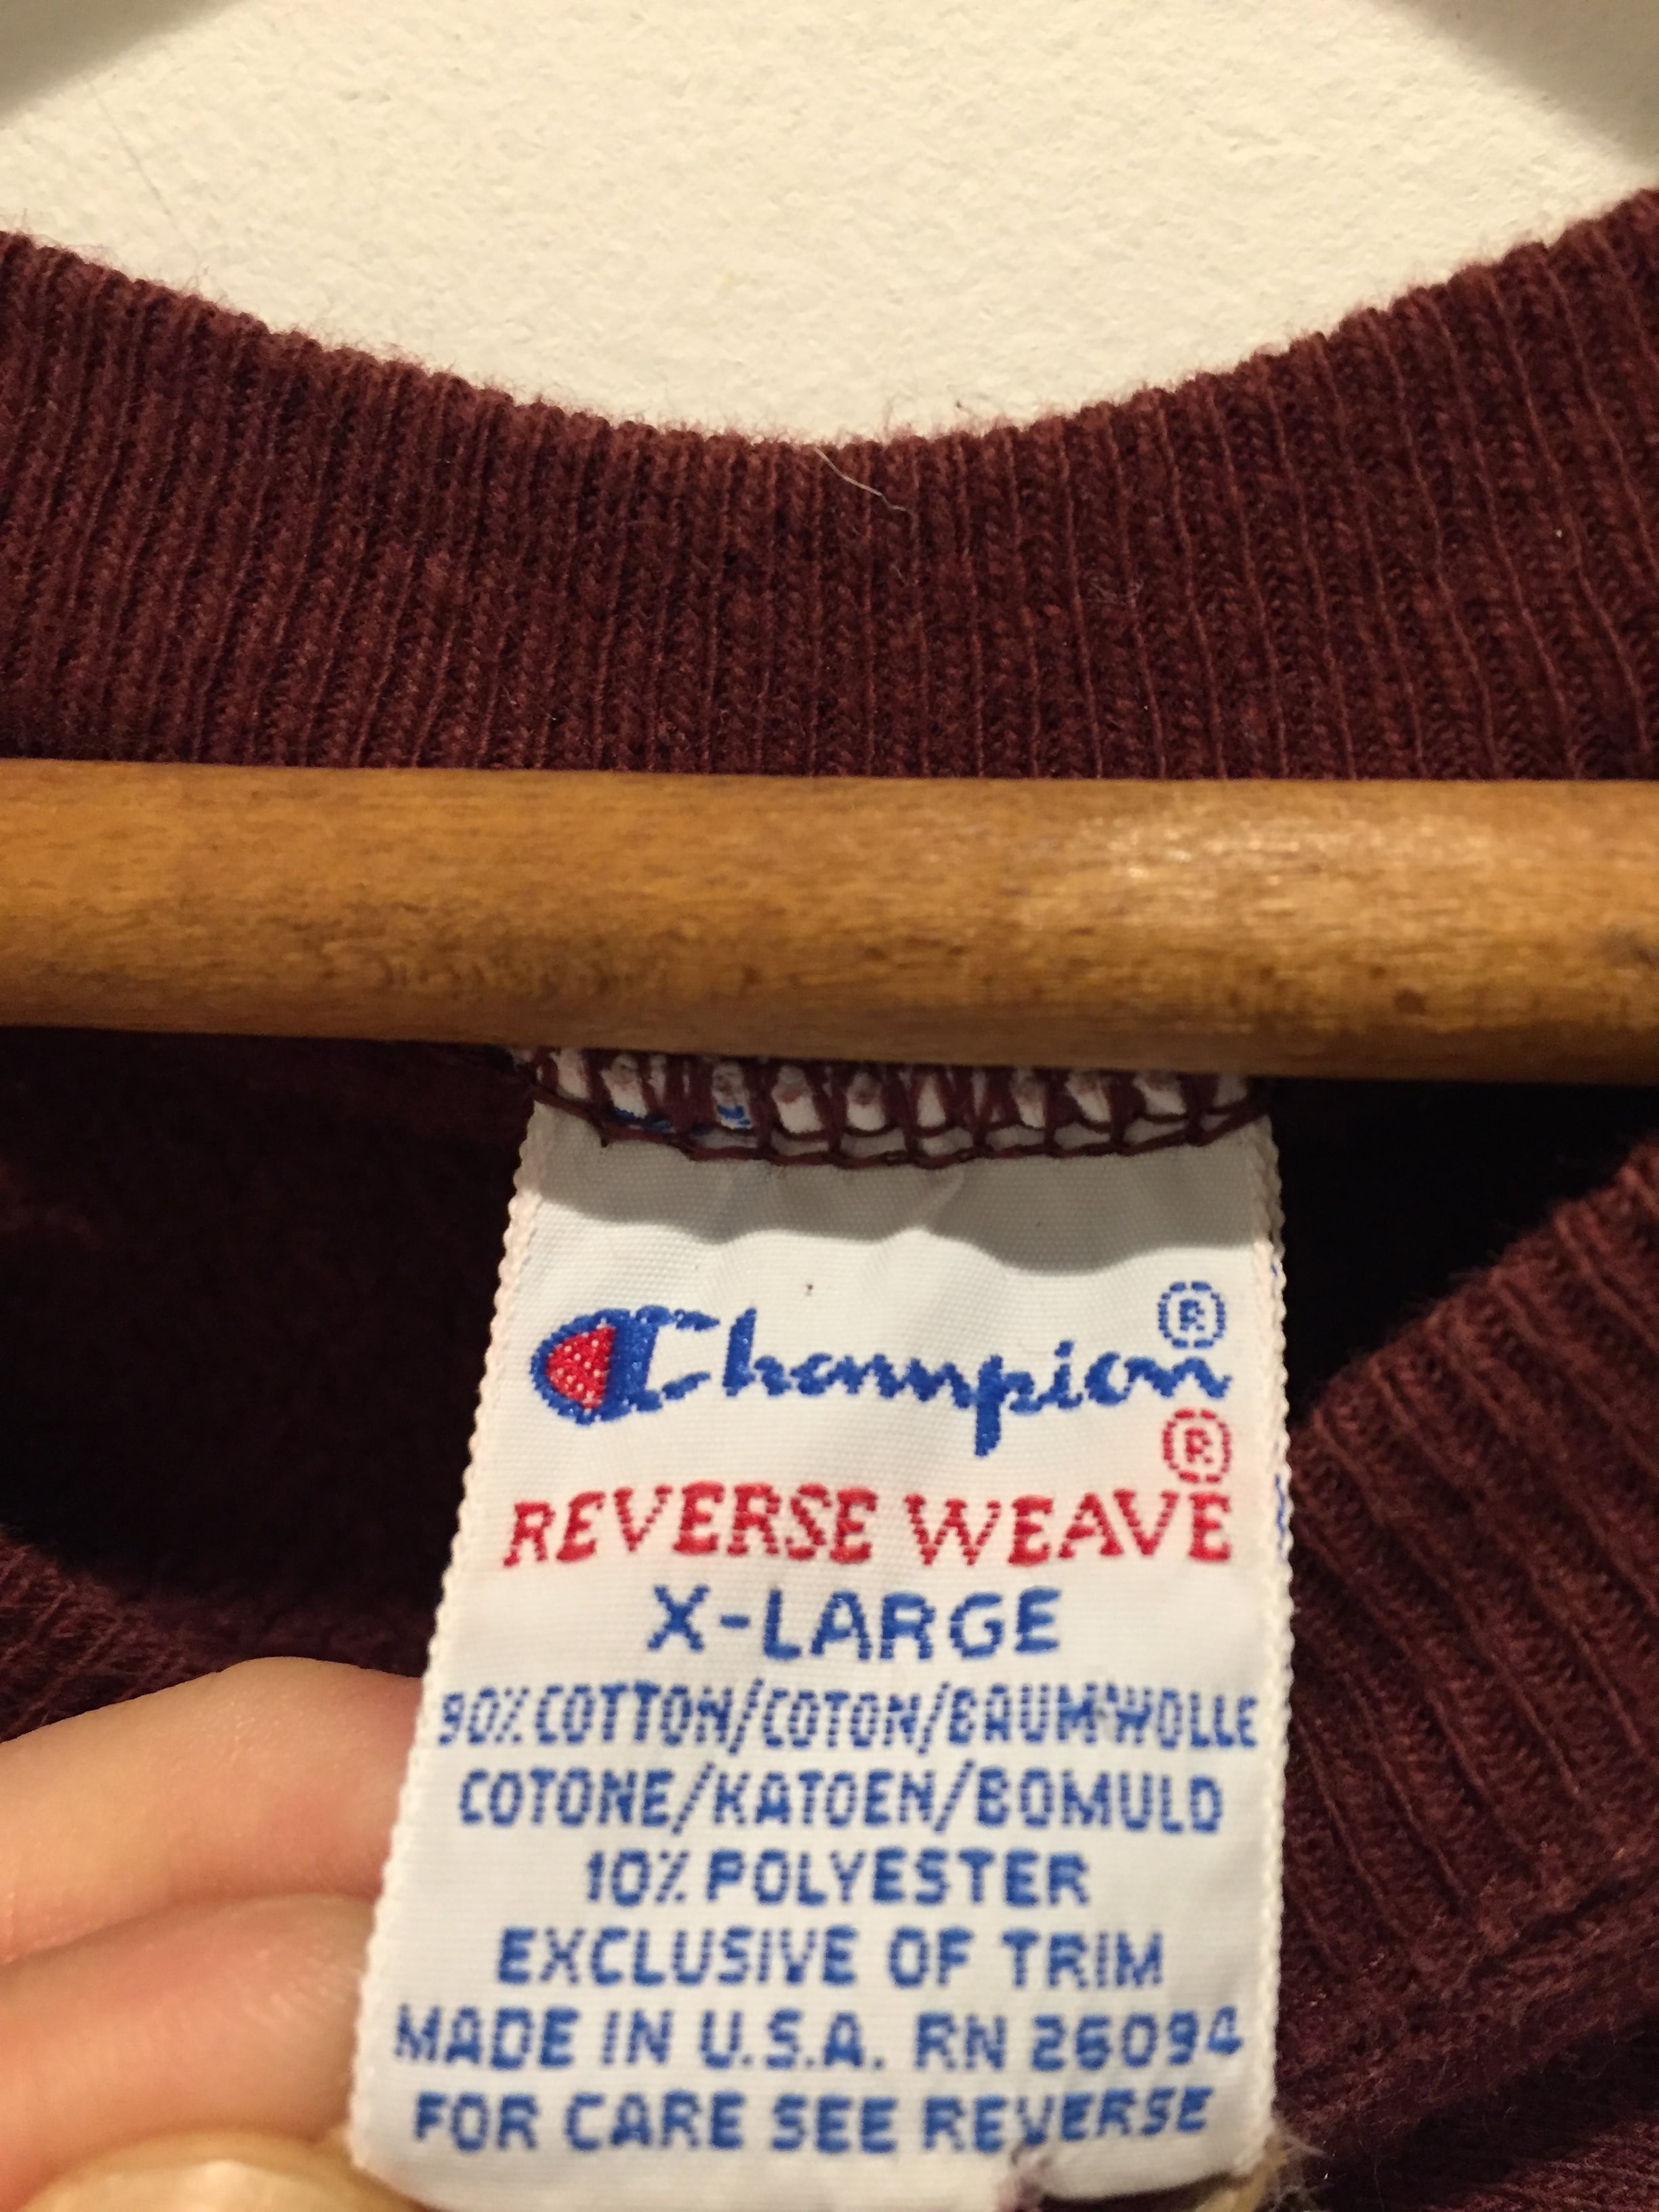 Champion®
REVERSE WEAVE®
X-LARGE
90% COTTON/COTON/BAUMWOLLE
COTONE/KATOEN/BOMULD
10% POLYESTER
EXCLUSIVE OF TRIM
MADE IN U.S.A. RN 26094
FOR CARE SEE REVERSE